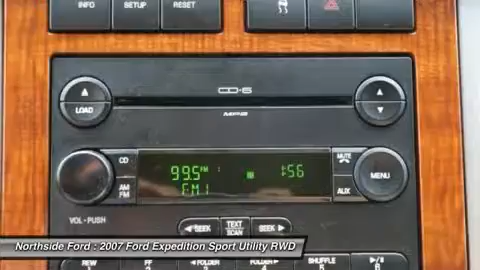 INFO SETUP RESET
CD-6
LOAD
MP3
CD 99.5 FM :56 MUTE
AM FM FM1 AUX MENU
VOL - PUSH
SEEK TEXT SCAN SEEK
Northside Ford : 2007 Ford Expedition Sport Utility RWD
REW FF FOLDER FOLDER SHUFFLE